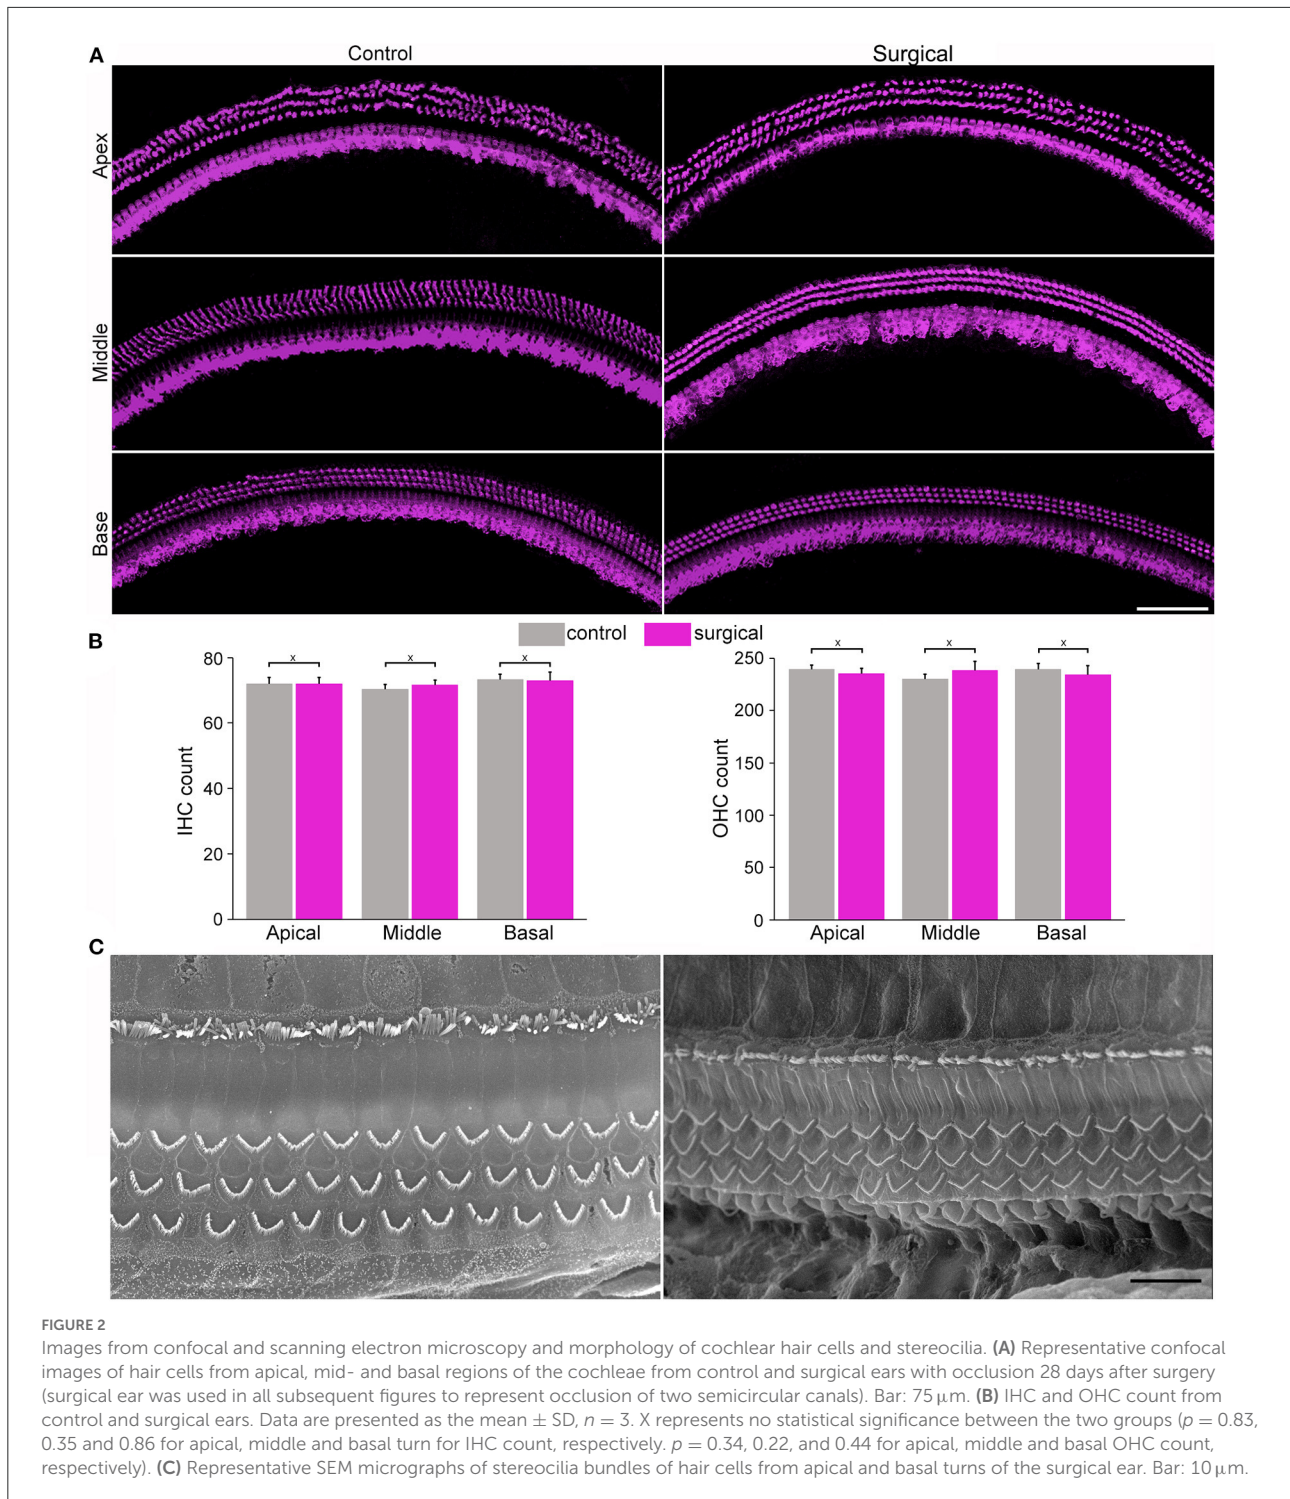 A
Control
Surgical
Apex
Middle
Base
B
control
surgical
80
60
40
20
0
IHC count
x
x
x
Apical
Middle
Basal
250
200
150
100
50
0
OHC count
x
x
x
Apical
Middle
Basal
C
FIGURE 2
Images from confocal and scanning electron microscopy and morphology of cochlear hair cells and stereocilia. (A) Representative confocal
images of hair cells from apical, mid- and basal regions of the cochleae from control and surgical ears with occlusion 28 days after surgery
(surgical ear was used in all subsequent figures to represent occlusion of two semicircular canals). Bar: 75 µm. (B) IHC and OHC count from
control and surgical ears. Data are presented as the mean ± SD, n = 3. X represents no statistical significance between the two groups (p = 0.83,
0.35 and 0.86 for apical, middle and basal turn for IHC count, respectively. p = 0.34, 0.22, and 0.44 for apical, middle and basal OHC count,
respectively). (C) Representative SEM micrographs of stereocilia bundles of hair cells from apical and basal turns of the surgical ear. Bar: 10 µm.